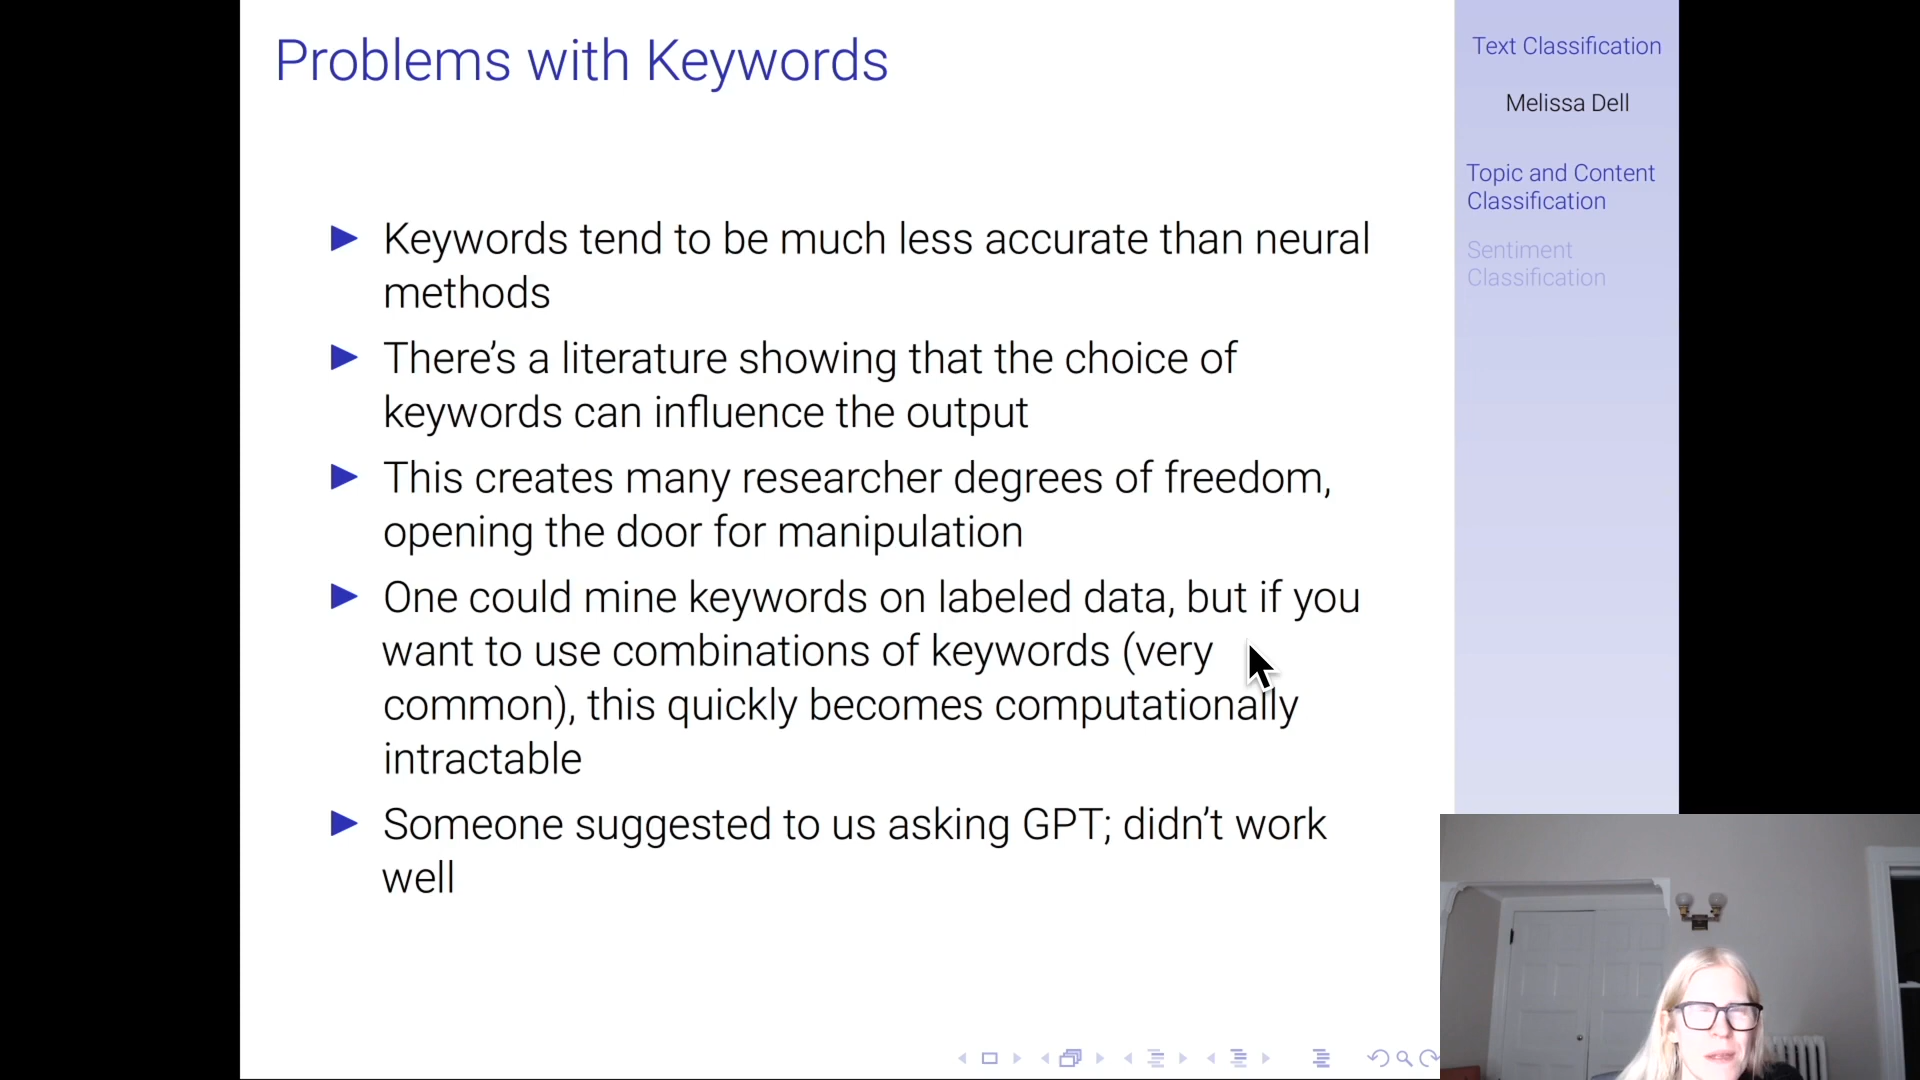 Problems with Keywords
Keywords tend to be much less accurate than neural
methods
There's a literature showing that the choice of
keywords can influence the output
This creates many researcher degrees of freedom,
opening the door for manipulation
One could mine keywords on labeled data, but if you
want to use combinations of keywords (very
common), this quickly becomes computationally
intractable
Someone suggested to us asking GPT; didn't work
well
Text Classification
Melissa Dell
Topic and Content
Classification
Sentiment
Classification